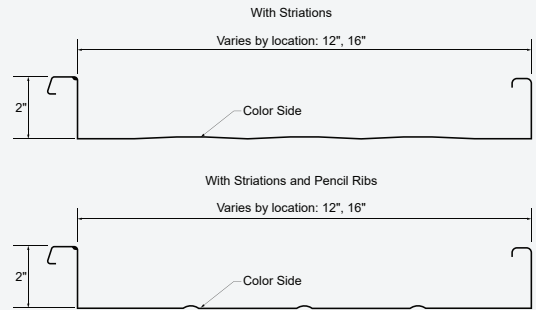 With Striations
Varies by location: 12", 16"
2"
Color Side
With Striations and Pencil Ribs
Varies by location: 12", 16"
2"
Color Side